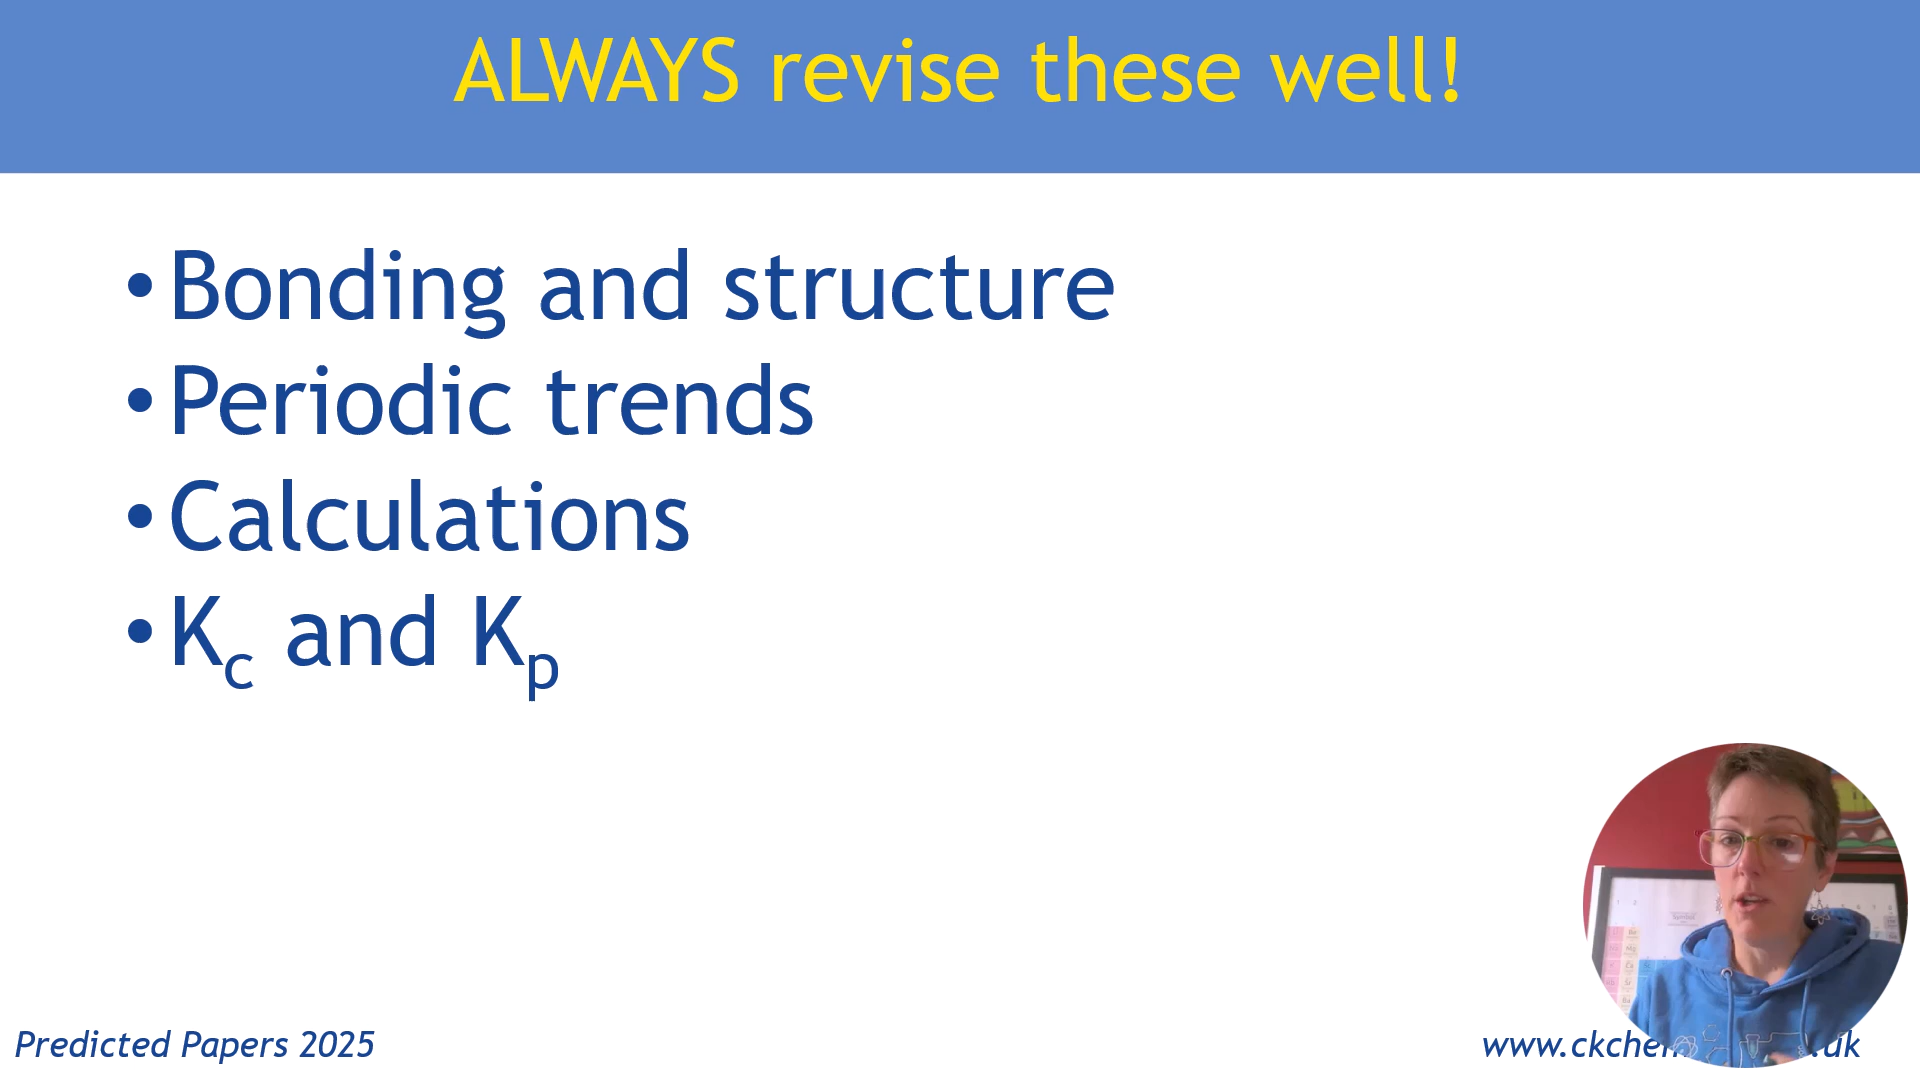 ALWAYS revise these well!
• Bonding and structure
• Periodic trends
• Calculations
• Kc and Kp
Predicted Papers 2025